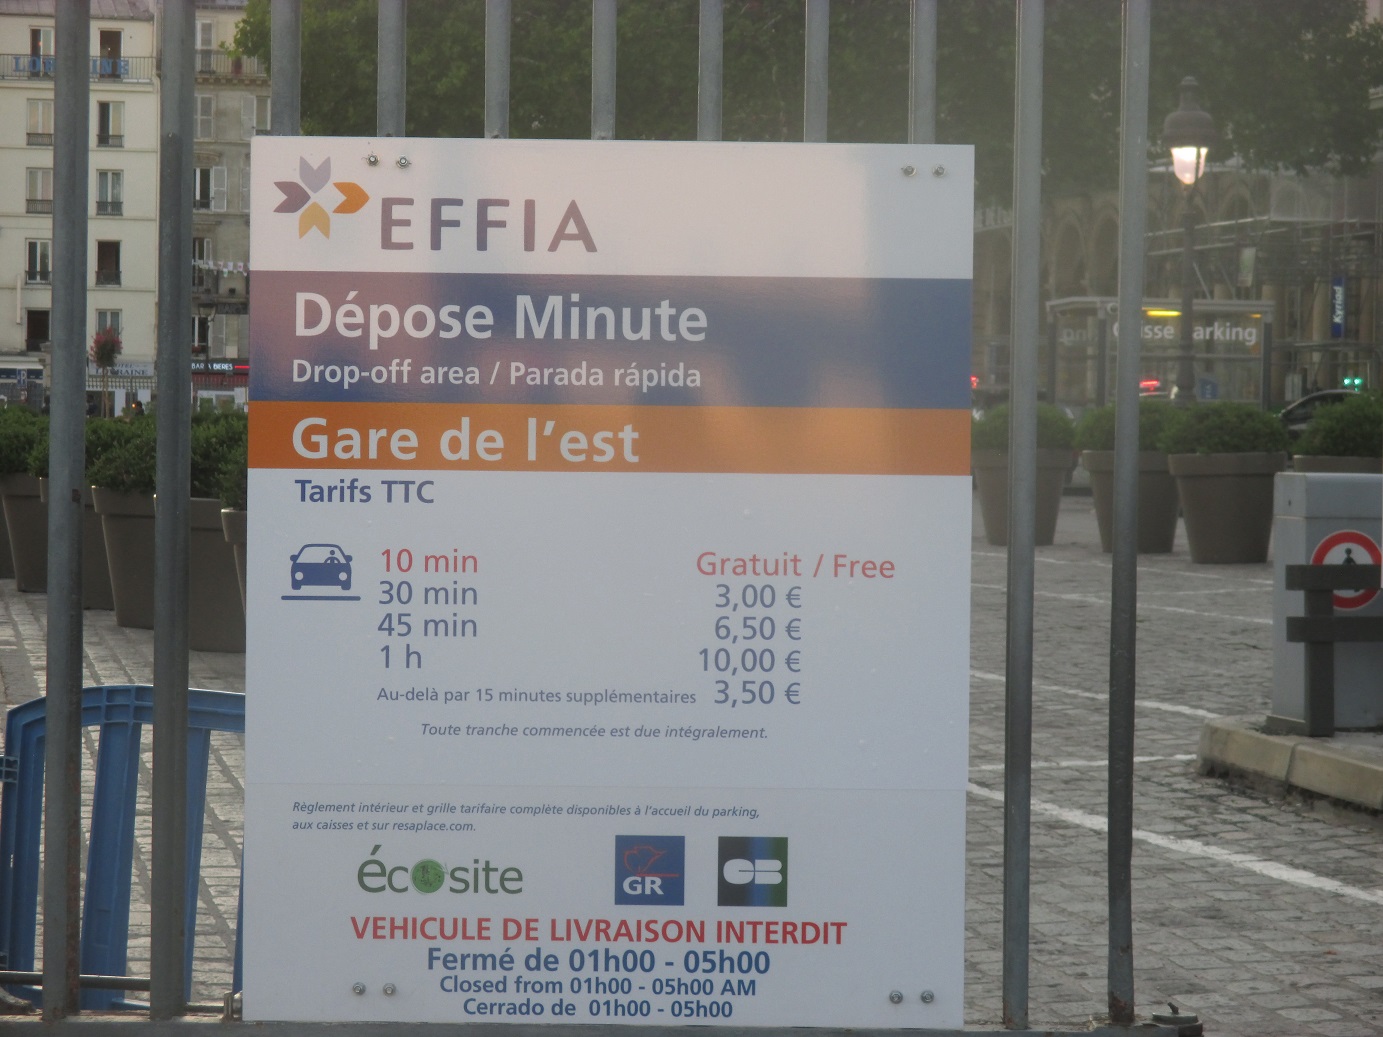 EFFIA
Dépose Minute
Drop-off area / Parada rápida
Gare de l'est
Tarifs TTC
10 min Gratuit / Free
30 min 3,00 €
45 min 6,50 €
1 h 10,00 €
Au-delà par 15 minutes supplémentaires 3,50 €
Toute tranche commencée est due intégralement.
Règlement intérieur et grille tarifaire complète disponibles à l'accueil du parking,
aux caisses et sur resaplace.com.
écosite
GR
CB
VEHICULE DE LIVRAISON INTERDIT
Fermé de 01h00 - 05h00
Closed from 01h00 - 05h00 AM
Cerrado de 01h00 - 05h00
Kyriad